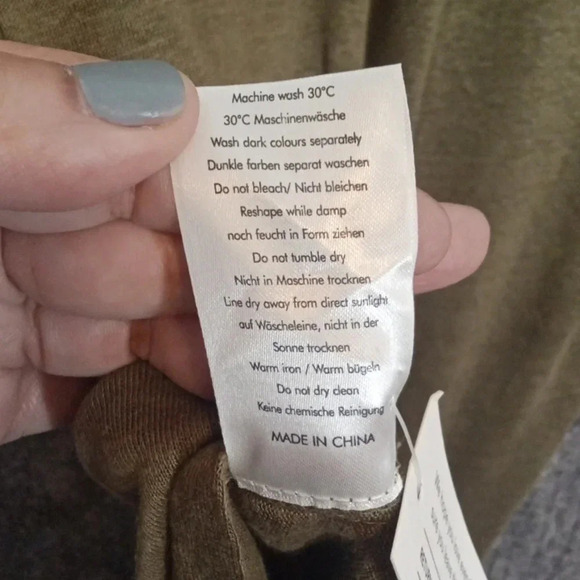 Machine wash 30°C
30°C Maschinenwäsche
Wash dark colours separately
Dunkle farben separat waschen
Do not bleach/ Nicht bleichen
Reshape while damp
noch feucht in Form ziehen
Do not tumble dry
Nicht in Maschine trocknen
Line dry away from direct sunlight
auf Wäscheleine, nicht in der
Sonne trocknen
Warm iron / Warm bügeln
Do not dry clean
Keine chemische Reinigung
MADE IN CHINA